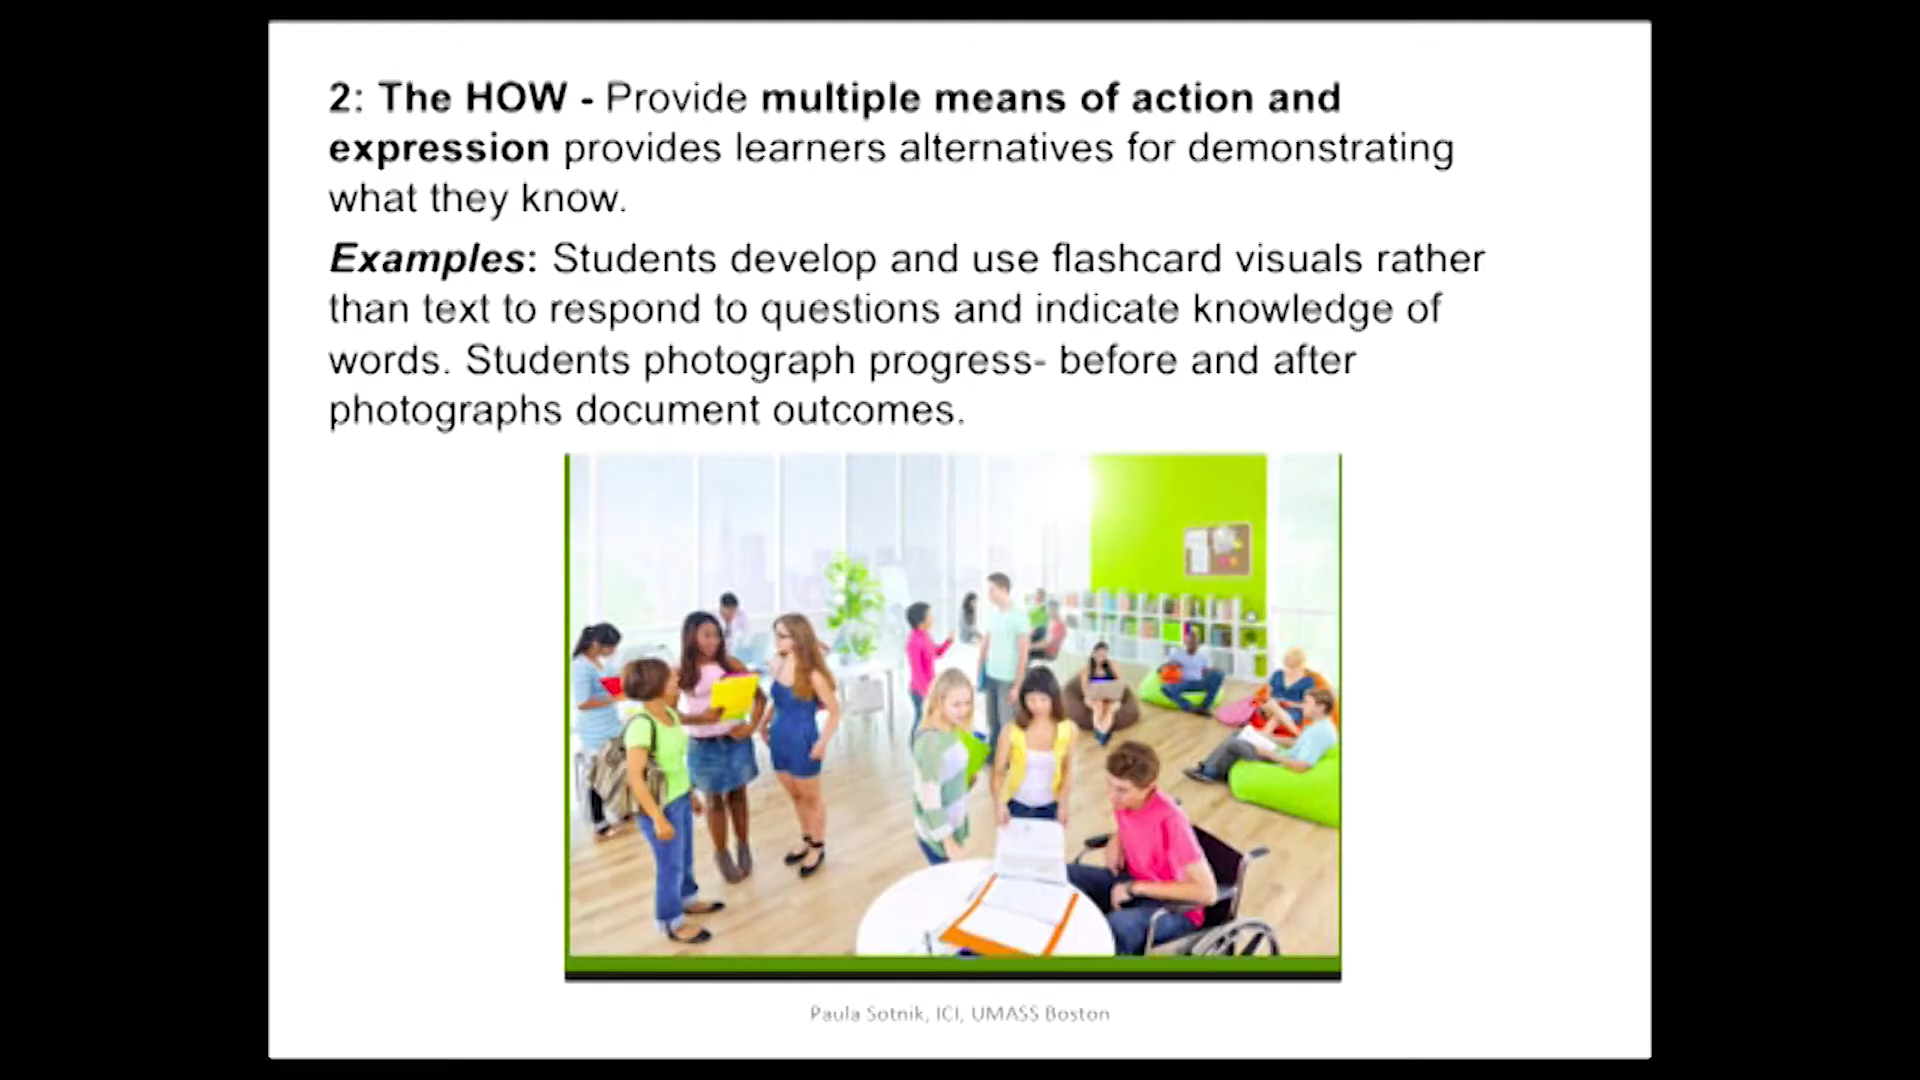 2: The HOW - Provide multiple means of action and
expression provides learners alternatives for demonstrating
what they know.
Examples: Students develop and use flashcard visuals rather
than text to respond to questions and indicate knowledge of
words. Students photograph progress- before and after
photographs document outcomes.
Paula Sotnik, ICI, UMASS Boston